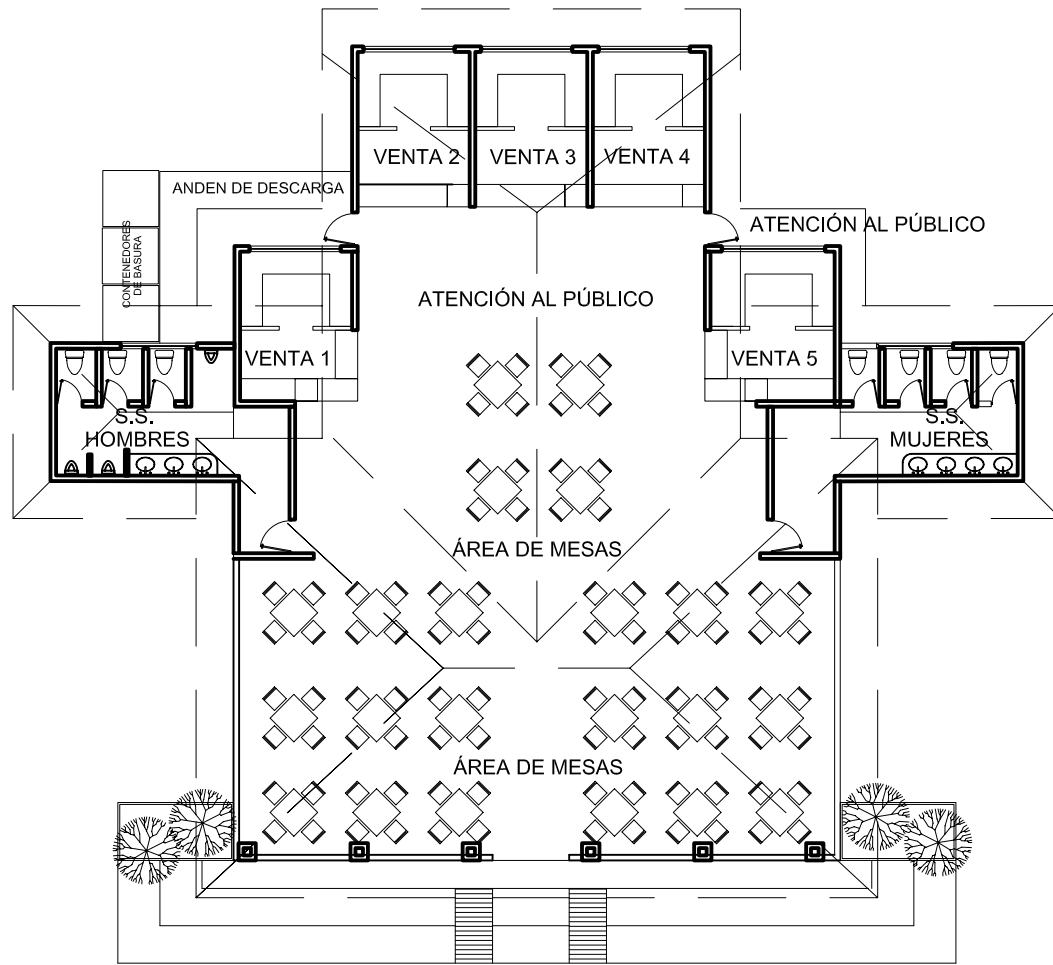 VENTA 2
VENTA 3
VENTA 4
ANDEN DE DESCARGA
ATENCIÓN AL PÚBLICO
CONTENEDORES
DE BASURA
ATENCIÓN AL PÚBLICO
VENTA 1
VENTA 5
S.S.
HOMBRES
S.S.
MUJERES
ÁREA DE MESAS
ÁREA DE MESAS